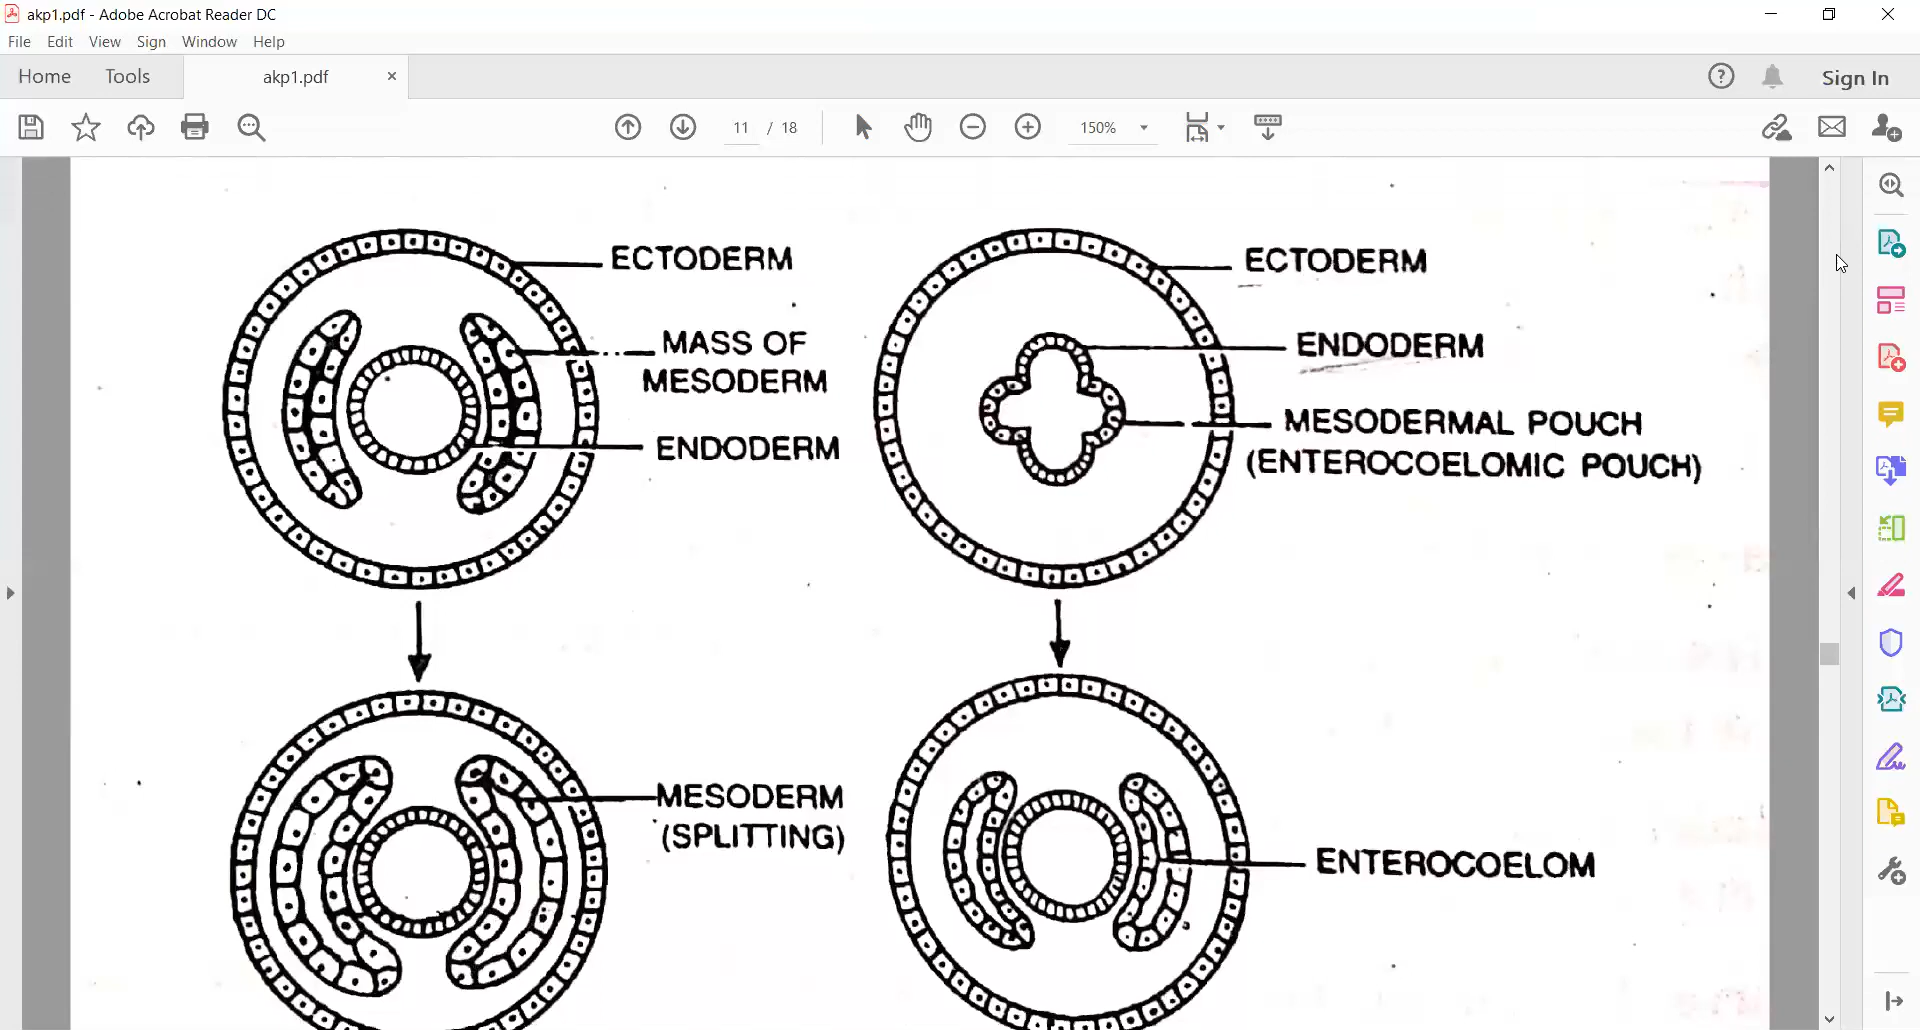 akp1.pdf - Adobe Acrobat Reader DC
File Edit View Sign Window Help
Home Tools akp1.pdf × Sign In
11 / 18 150%
ECTODERM
MASS OF
MESODERM
ENDODERM
ECTODERM
ENDODERM
MESODERMAL POUCH
(ENTEROCOELOMIC POUCH)
MESODERM
(SPLITTING)
ENTEROCOELOM